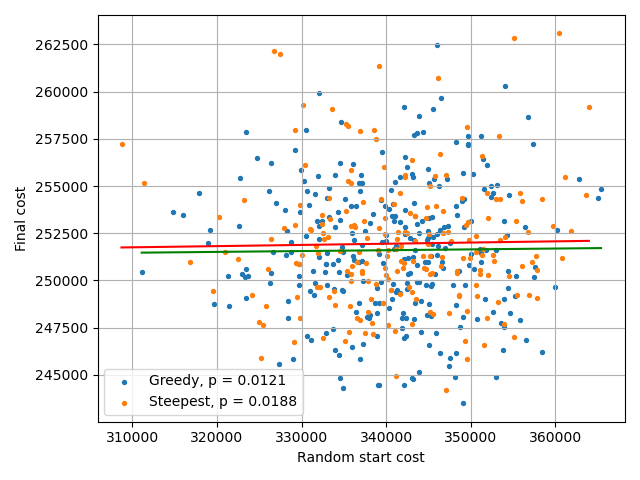 262500
260000
257500
255000
252500
250000
247500
245000
Final cost
Greedy, p = 0.0121
Steepest, p = 0.0188
310000 320000 330000 340000 350000 360000
Random start cost